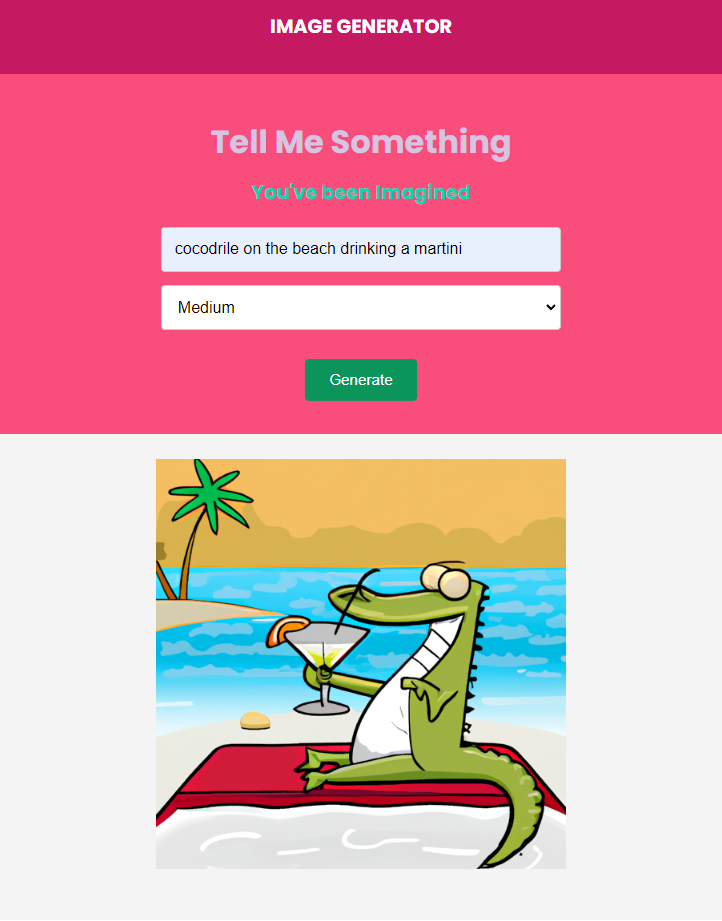 IMAGE GENERATOR
Tell Me Something
You've been Imagined
cocodrile on the beach drinking a martini
Medium
Generate